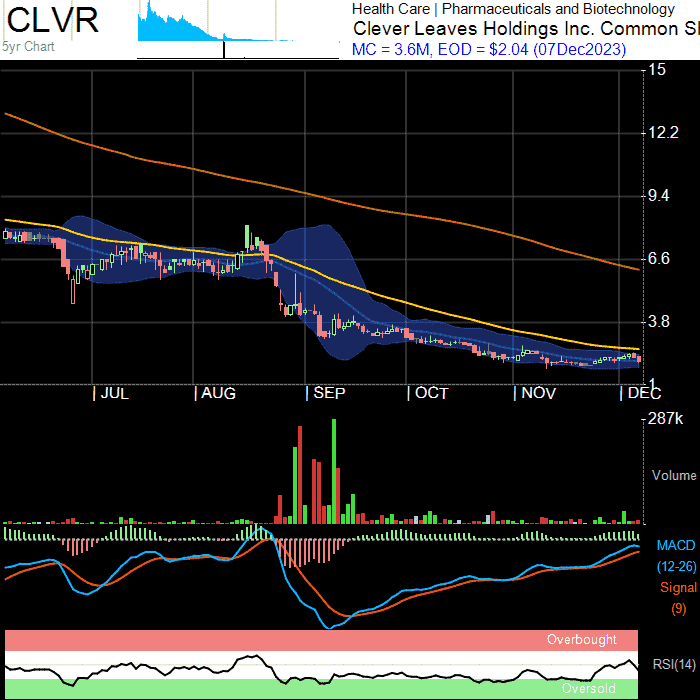 CLVR
5yr Chart
Health Care | Pharmaceuticals and Biotechnology
Clever Leaves Holdings Inc. Common
MC = 3.6M, EOD = $2.04 (07Dec2023)
15
12.2
9.4
6.6
3.8
1
JUL AUG SEP OCT NOV DEC
287k
Volume
MACD
(12-26)
Signal
(9)
Overbought
RSI(14)
Oversold